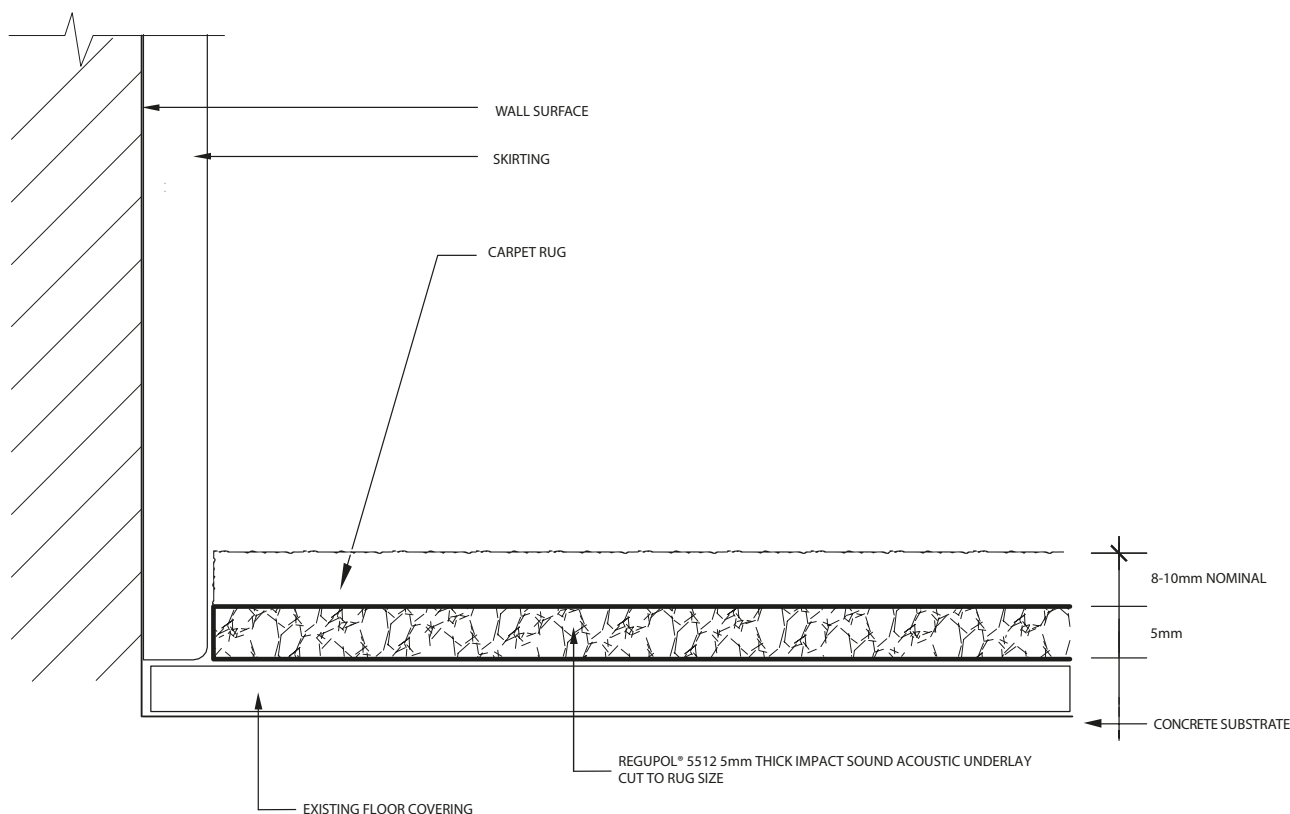 WALL SURFACE
SKIRTING
CARPET RUG
8-10mm NOMINAL
5mm
CONCRETE SUBSTRATE
REGUPOL® 5512 5mm THICK IMPACT SOUND ACOUSTIC UNDERLAY
CUT TO RUG SIZE
EXISTING FLOOR COVERING